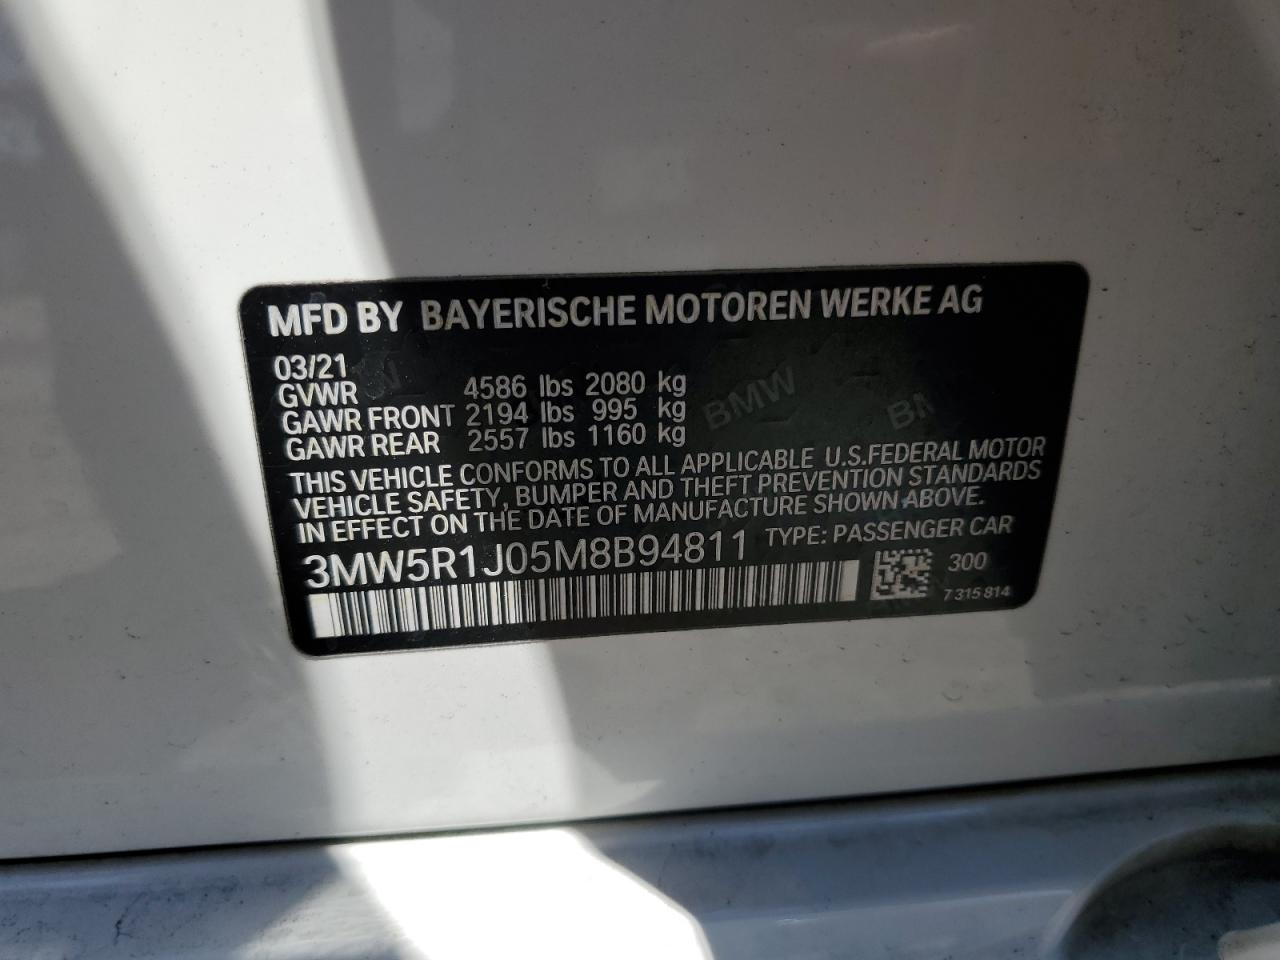 MFD BY BAYERISCHE MOTOREN WERKE AG
03/21
GVWR 4586 lbs 2080 kg
GAWR FRONT 2194 lbs 995 kg
GAWR REAR 2557 lbs 1160 kg
BMW
BM
THIS VEHICLE CONFORMS TO ALL APPLICABLE U.S.FEDERAL MOTOR
VEHICLE SAFETY, BUMPER AND THEFT PREVENTION STANDARDS
IN EFFECT ON THE DATE OF MANUFACTURE SHOWN ABOVE.
3MW5R1J05M8B94811 TYPE: PASSENGER CAR
300
7 315 814